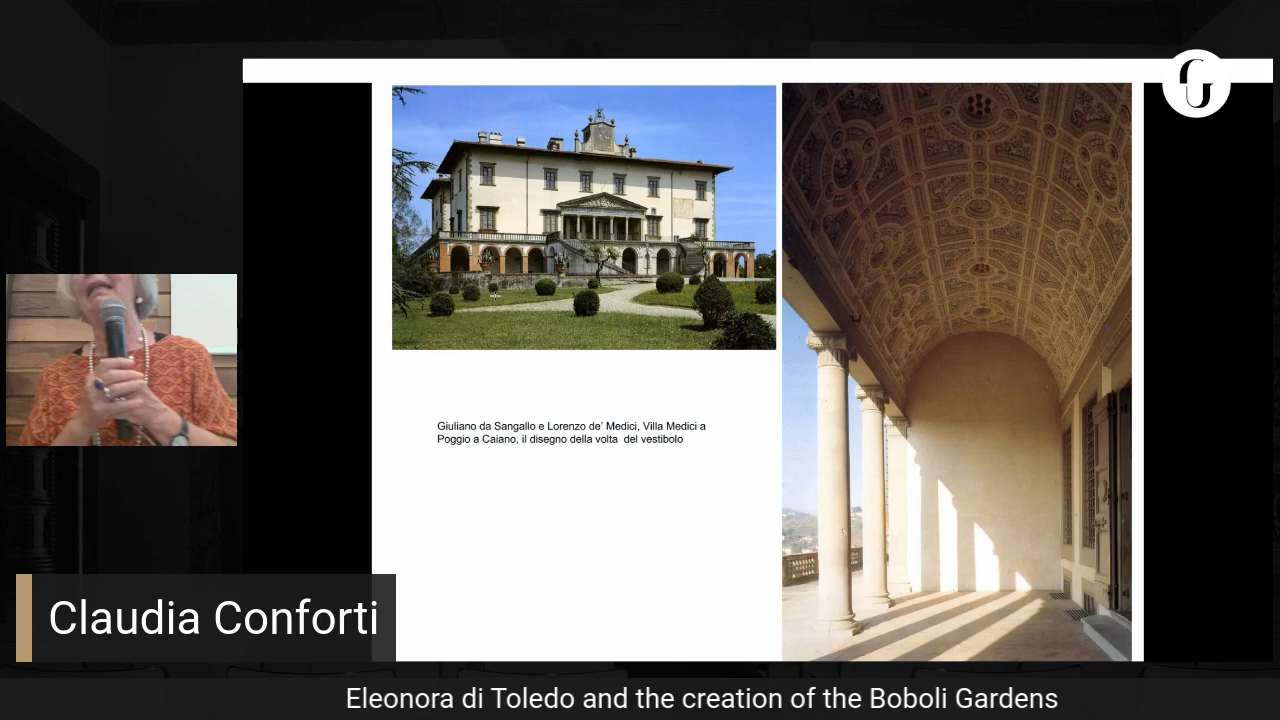 Giuliano da Sangallo e Lorenzo de' Medici, Villa Medici a
Poggio a Caiano, il disegno della volta del vestibolo
Claudia Conforti
Eleonora di Toledo and the creation of the Boboli Gardens